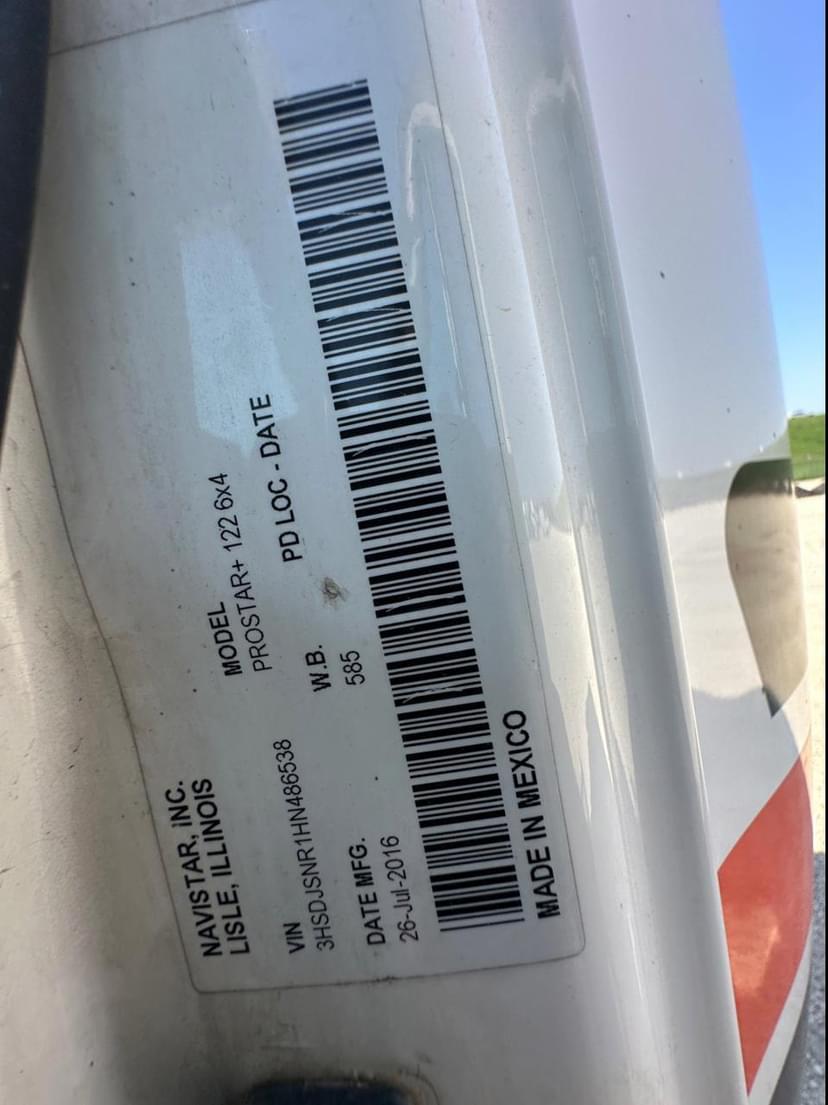 NAVISTAR, INC.
LISLE, ILLINOIS
MODEL
PROSTAR+ 122 6x4
VIN
3HSDJSNR1HN486538
W.B.
585
PD LOC - DATE
DATE MFG.
26-Jul-2016
MADE IN MEXICO